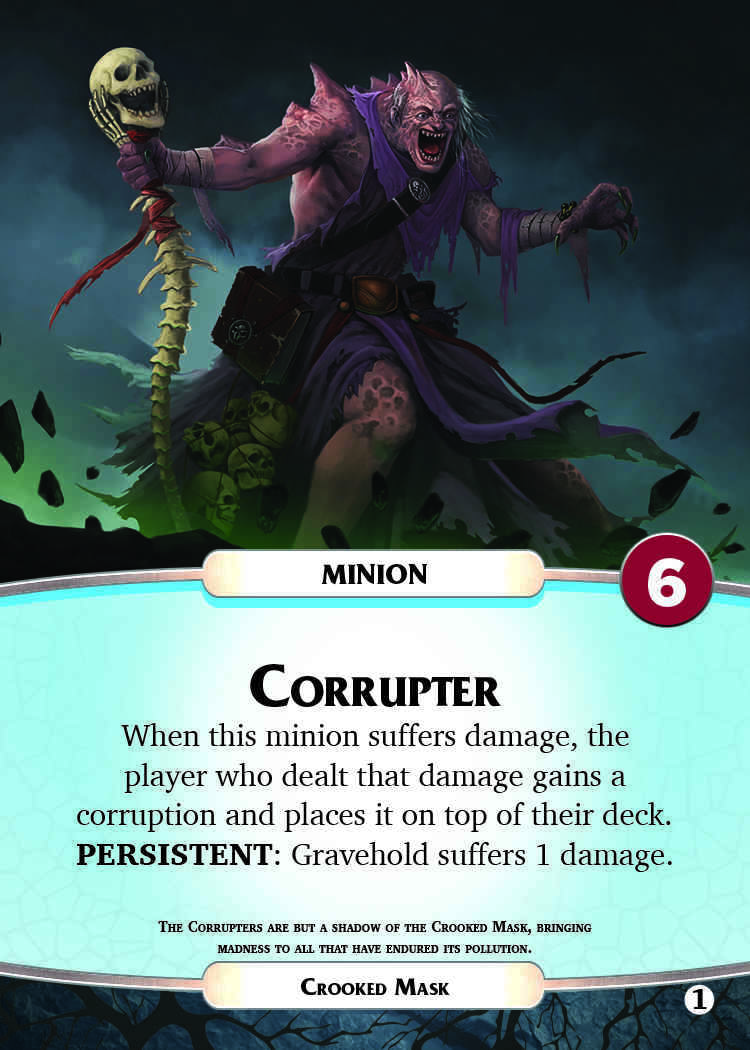 MINION
6
Corrupter
When this minion suffers damage, the
player who dealt that damage gains a
corruption and places it on top of their deck.
PERSISTENT: Gravehold suffers 1 damage.
The Corrupters are but a shadow of the Crooked Mask, bringing
madness to all that have endured its pollution.
Crooked Mask
1